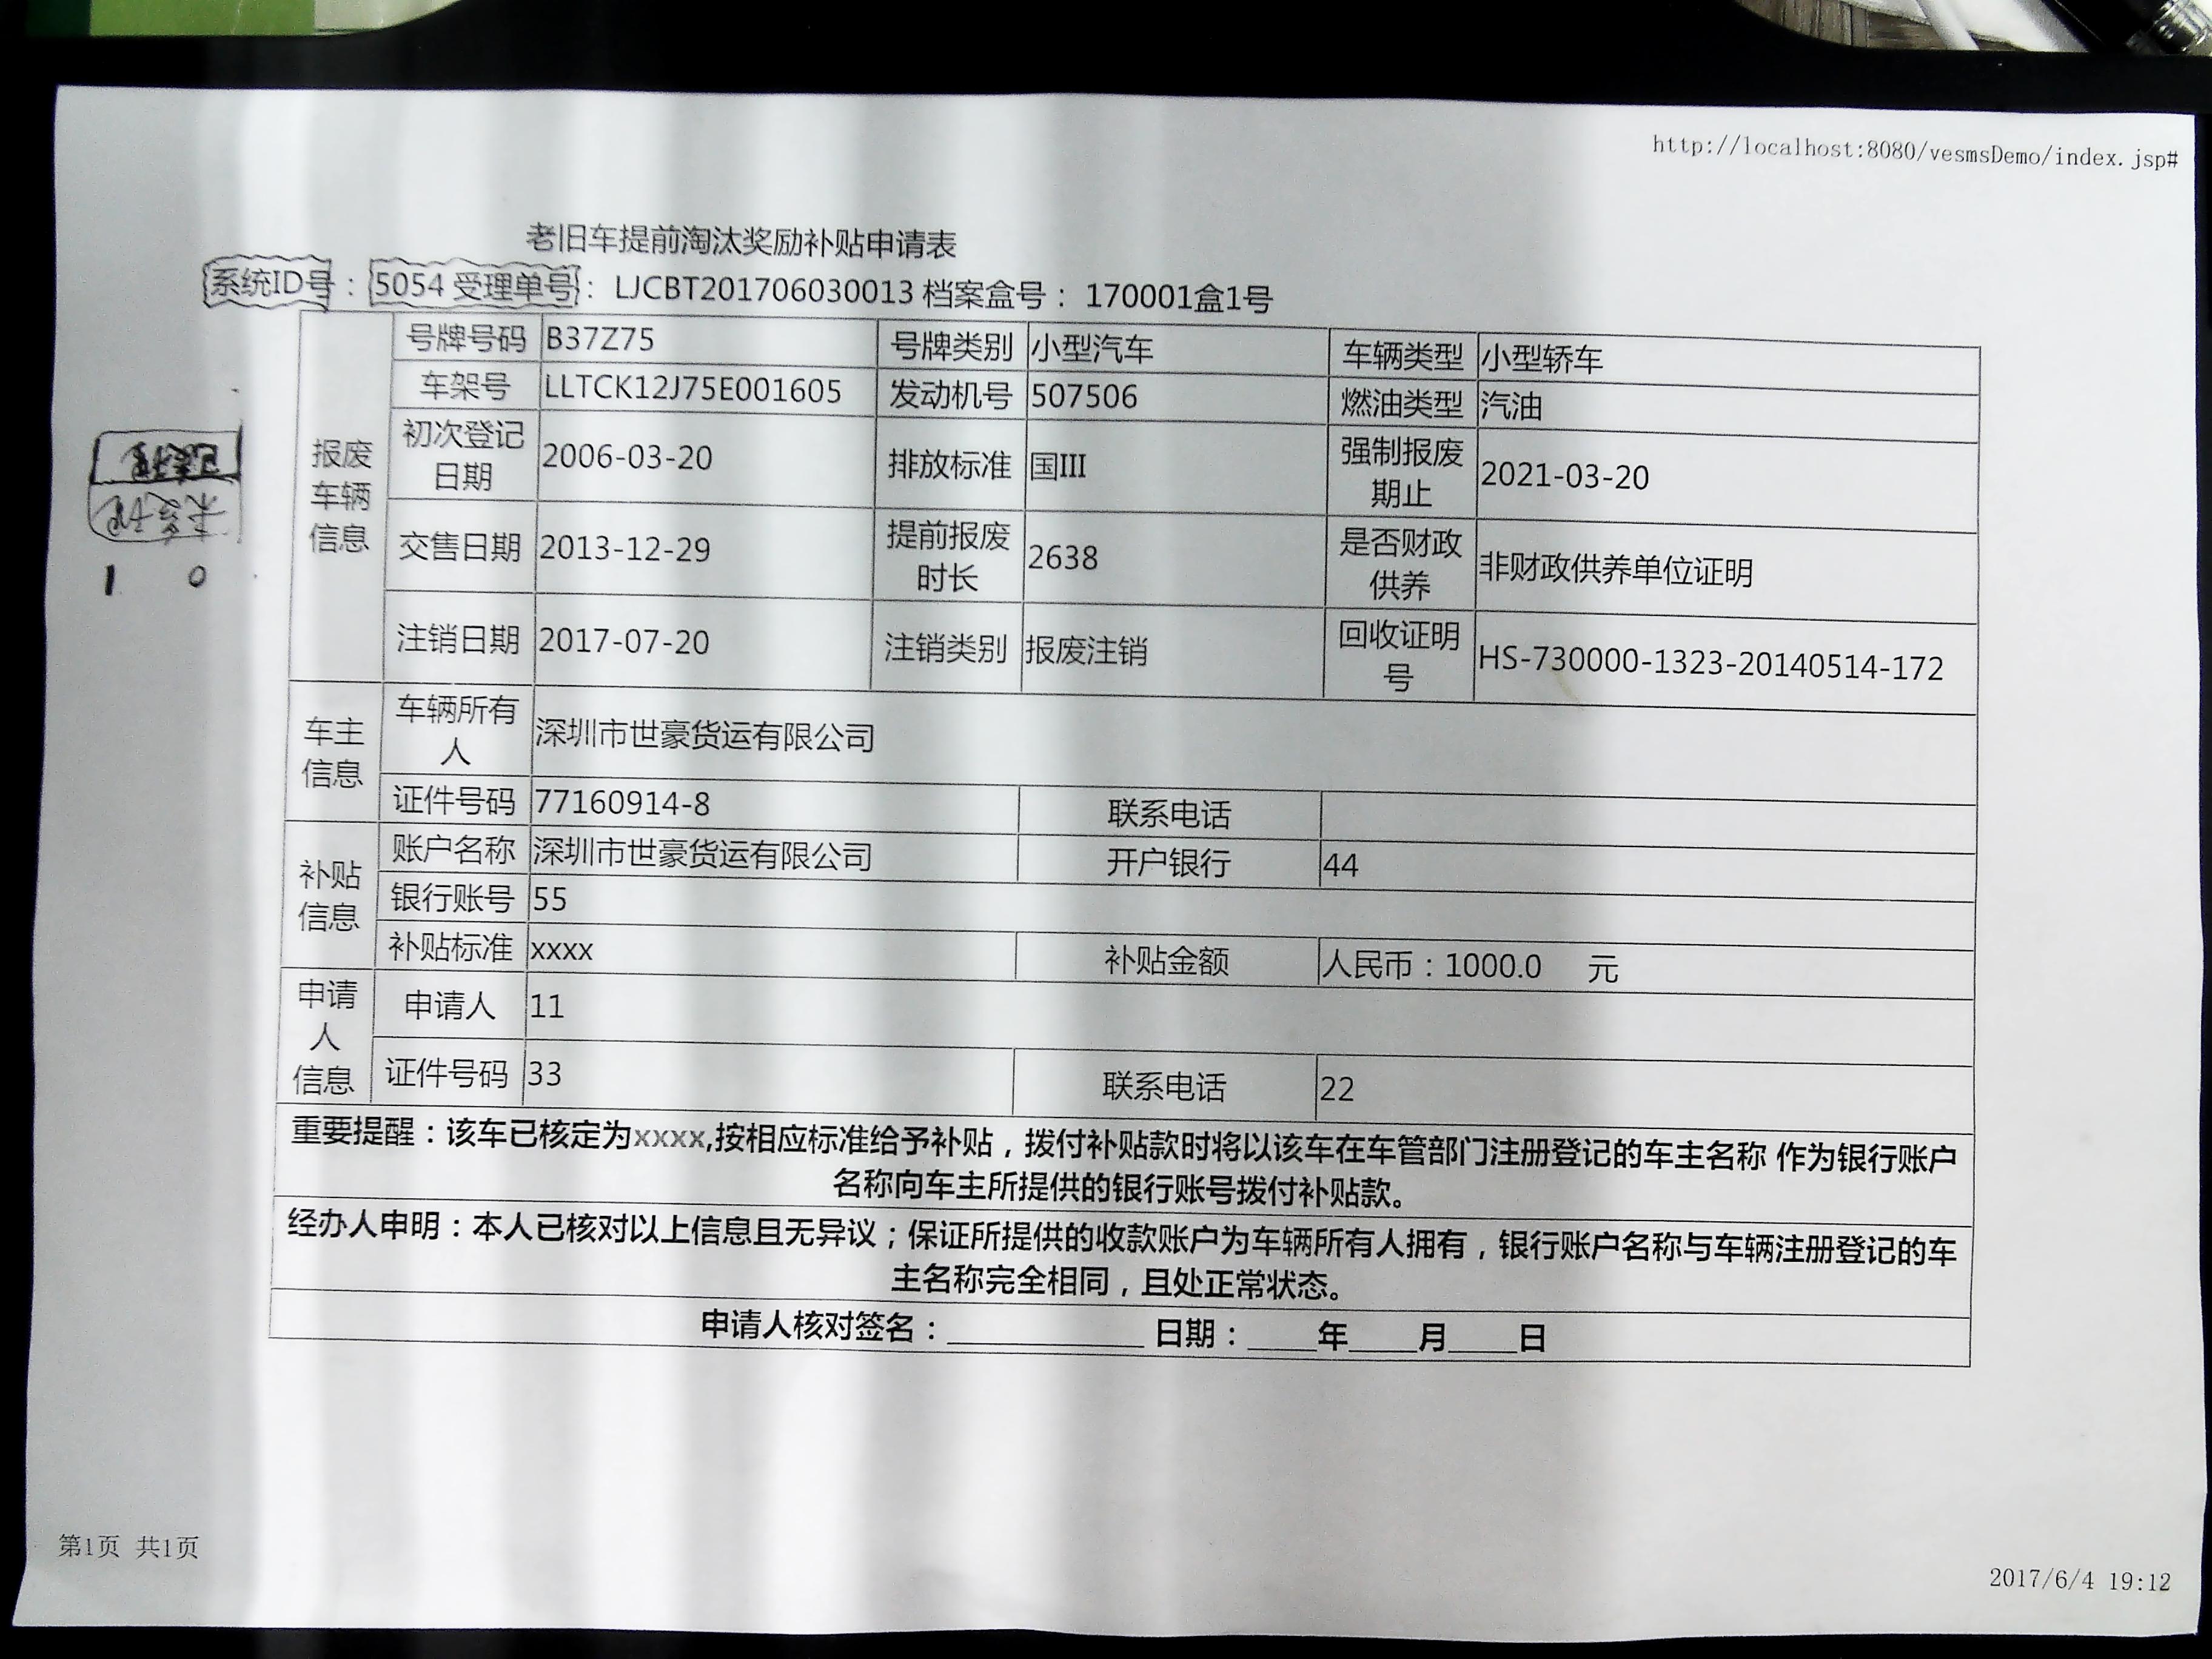 http://localhost:8080/vesmsDemo/index.jsp#
老旧车提前淘汰奖励补贴申请表
系统ID号：5054 受理单号：LJCBT201706030013 档案盒号：170001盒1号
报废车辆信息
号牌号码 B37Z75 号牌类别 小型汽车 车辆类型 小型轿车
车架号 LLTCK12J75E001605 发动机号 507506 燃油类型 汽油
初次登记日期 2006-03-20 排放标准 国III 强制报废期止 2021-03-20
交售日期 2013-12-29 提前报废时长 2638 是否财政供养 非财政供养单位证明
注销日期 2017-07-20 注销类别 报废注销 回收证明号 HS-730000-1323-20140514-172
车主信息
车辆所有人 深圳市世豪货运有限公司
证件号码 77160914-8 联系电话
补贴信息
账户名称 深圳市世豪货运有限公司 开户银行 44
银行账号 55
补贴标准 xxxx 补贴金额 人民币：1000.0 元
申请人信息
申请人 11
证件号码 33 联系电话 22
重要提醒：该车已核定为xxxx,按相应标准给予补贴，拨付补贴款时将以该车在车管部门注册登记的车主名称 作为银行账户
名称向车主所提供的银行账号拨付补贴款。
经办人申明：本人已核对以上信息且无异议；保证所提供的收款账户为车辆所有人拥有，银行账户名称与车辆注册登记的车
主名称完全相同，且处正常状态。
申请人核对签名：____________ 日期：____年____月____日
1 0
第1页 共1页
2017/6/4 19:12